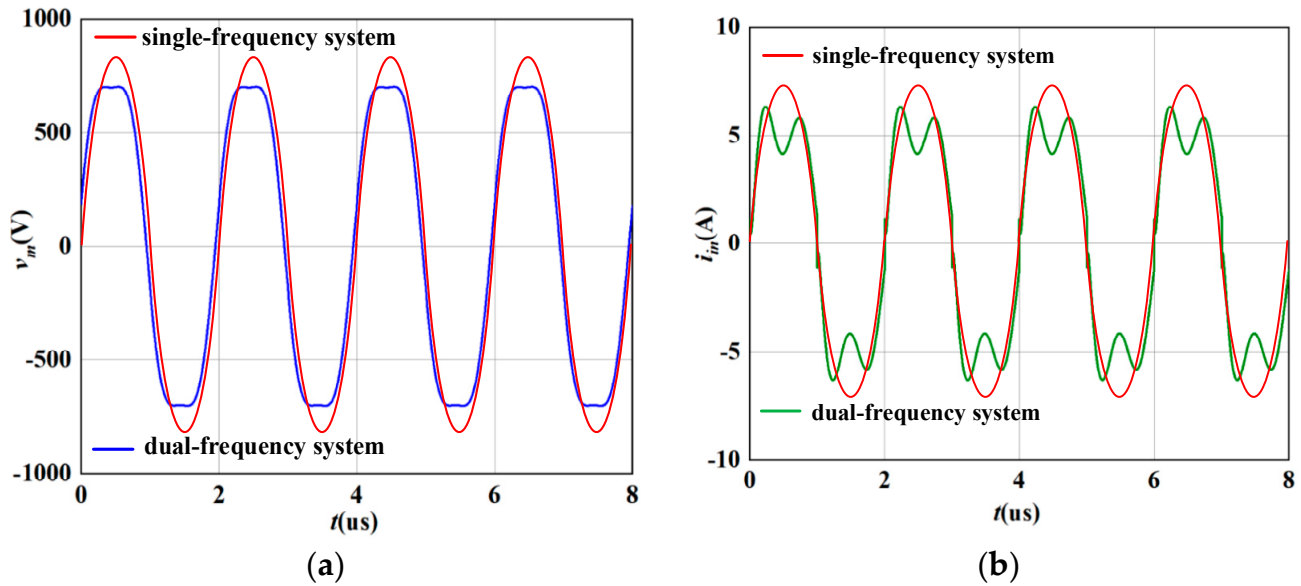 1000
single-frequency system
500
0
-500
-1000
v_m(V)
dual-frequency system
0
2
4
6
8
t(us)
(a)
10
single-frequency system
5
0
-5
-10
i_in(A)
dual-frequency system
0
2
4
6
8
t(us)
(b)